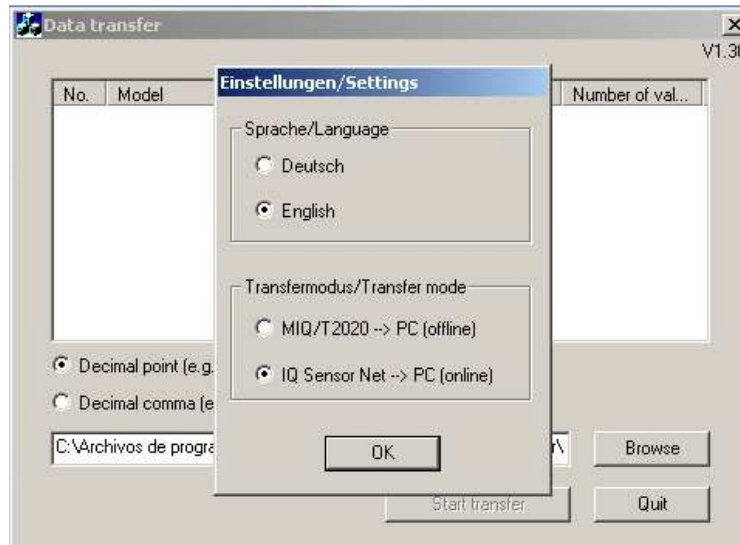 Data transfer
V1.30
No. Model Number of val...
Einstellungen/Settings
Sprache/Language
Deutsch
English
Transfermodus/Transfer mode
MIQ/T2020 --> PC (offline)
IQ Sensor Net --> PC (online)
Decimal point (e.g.
Decimal comma (e
C:\Archivos de progra r\
OK
Browse
Start transfer
Quit